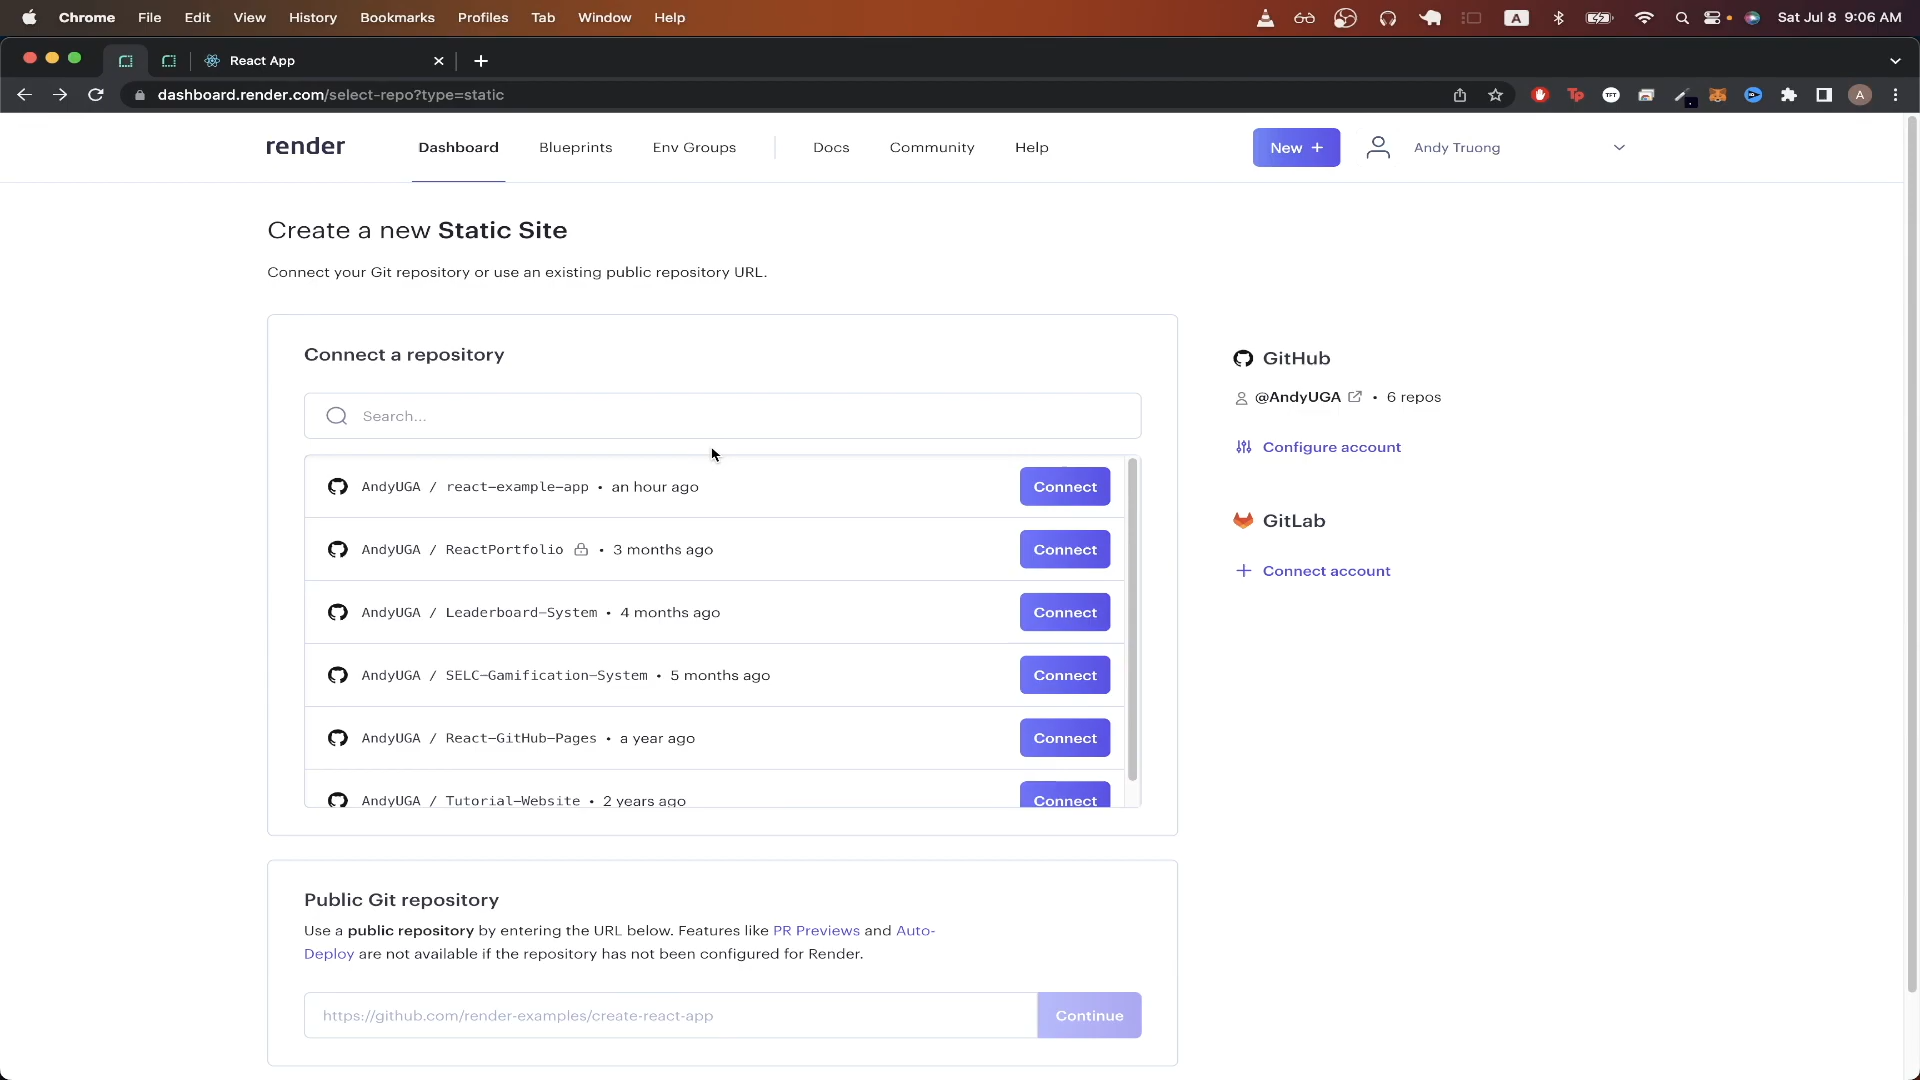 Chrome File Edit View History Bookmarks Profiles Tab Window Help A Sat Jul 8 9:06 AM
React App
dashboard.render.com/select-repo?type=static A
render Dashboard Blueprints Env Groups Docs Community Help New + Andy Truong
Create a new Static Site
Connect your Git repository or use an existing public repository URL.
Connect a repository
Search...
AndyUGA / react-example-app • an hour ago Connect
AndyUGA / ReactPortfolio • 3 months ago Connect
AndyUGA / Leaderboard-System • 4 months ago Connect
AndyUGA / SELC-Gamification-System • 5 months ago Connect
AndyUGA / React-GitHub-Pages • a year ago Connect
AndyUGA / Tutorial-Website • 2 years ago Connect
GitHub
@AndyUGA • 6 repos
Configure account
GitLab
Connect account
Public Git repository
Use a public repository by entering the URL below. Features like PR Previews and Auto-
Deploy are not available if the repository has not been configured for Render.
https://github.com/render-examples/create-react-app Continue